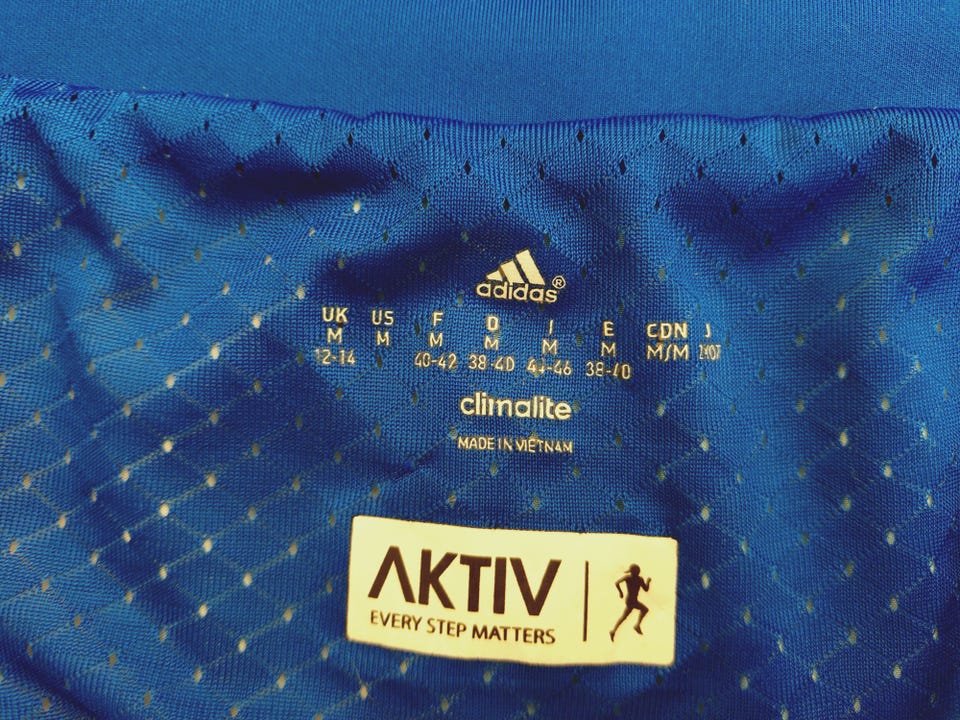 adidas®
UK US F D I E CDN J
M M M M M M M/M
12-14 40-42 38-40 44-46 38-40
climalite
MADE IN VIETNAM
AKTIV
EVERY STEP MATTERS